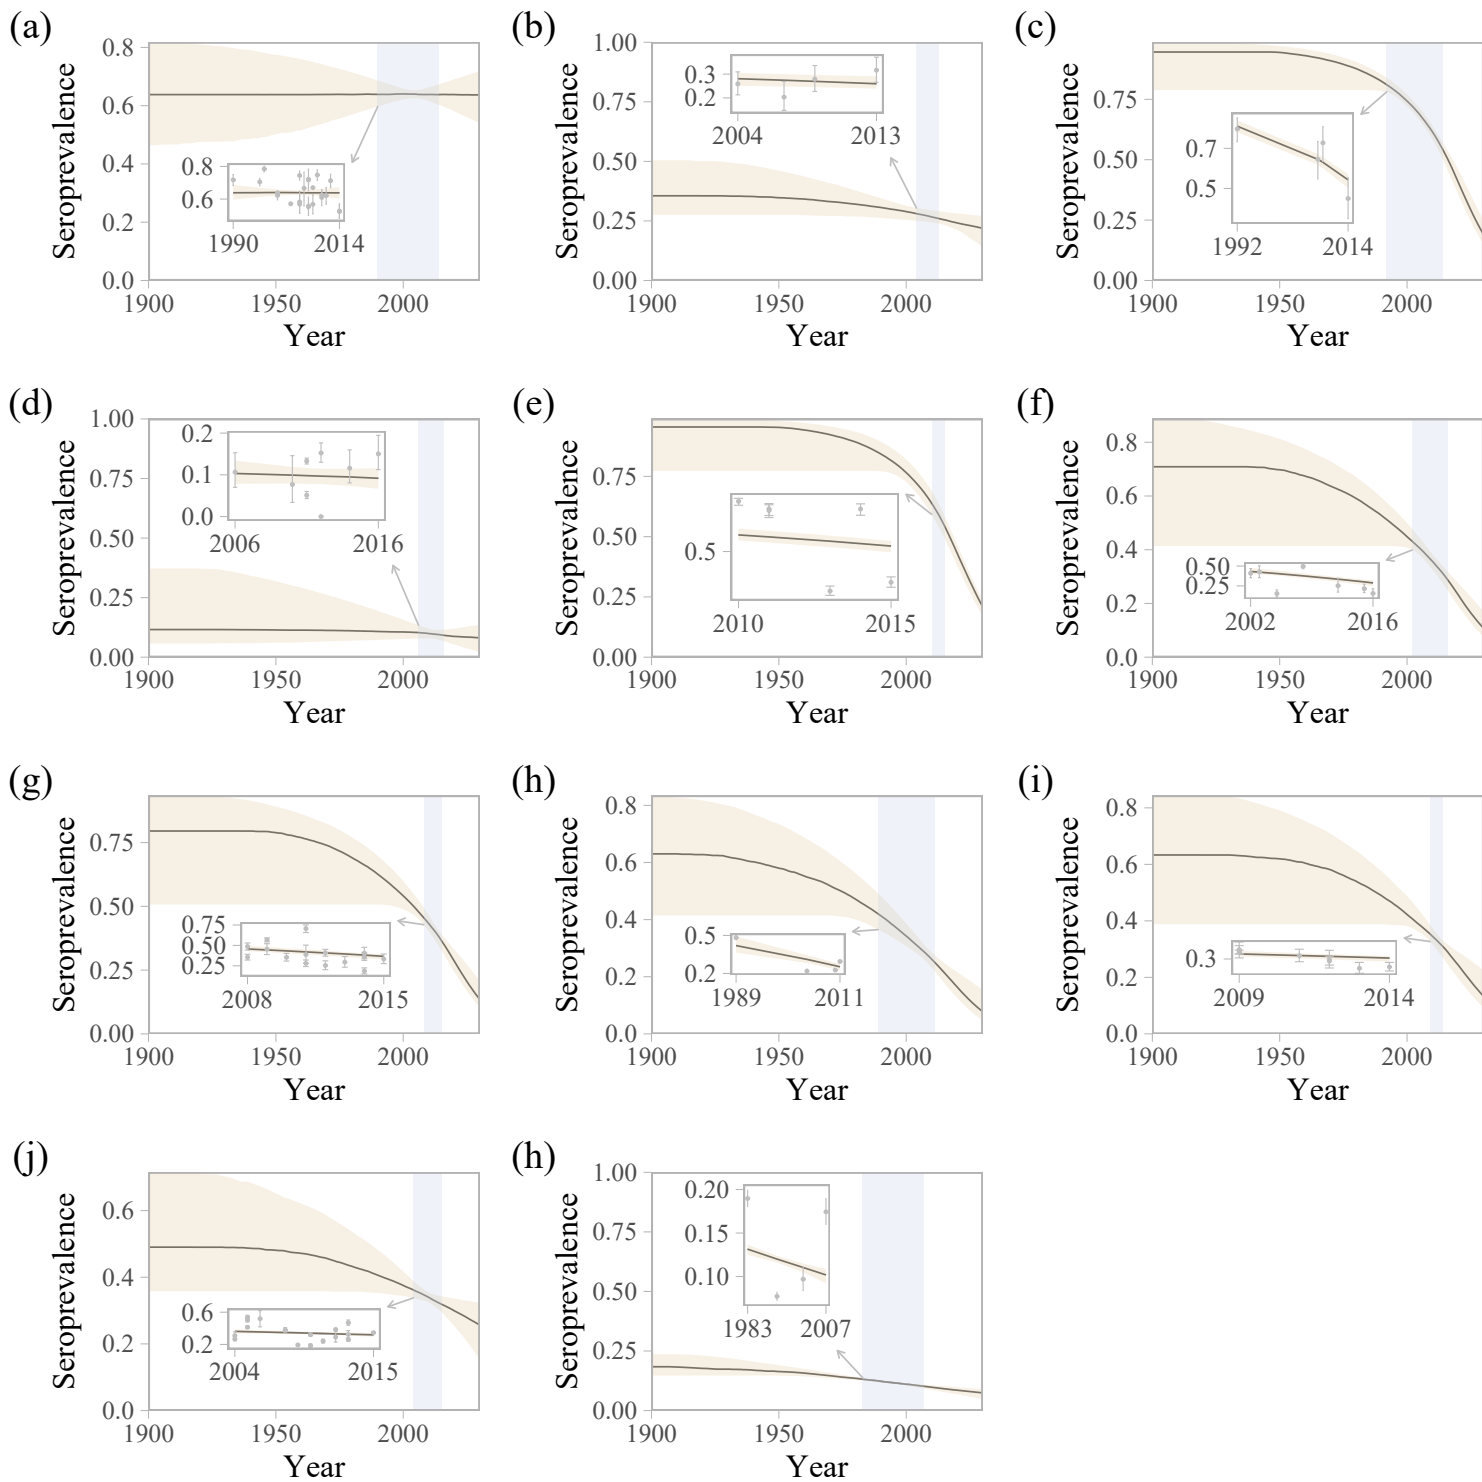 (a)
Seroprevalence
0.8
0.6
0.4
0.2
0.0
0.8
0.6
1990 2014
1900 1950 2000
Year
(b)
Seroprevalence
1.00
0.75
0.50
0.25
0.00
0.3
0.2
2004 2013
1900 1950 2000
Year
(c)
Seroprevalence
0.75
0.50
0.25
0.00
0.7
0.5
1992 2014
1900 1950 2000
Year
(d)
Seroprevalence
1.00
0.75
0.50
0.25
0.00
0.2
0.1
0.0
2006 2016
1900 1950 2000
Year
(e)
Seroprevalence
0.75
0.50
0.25
0.00
0.5
2010 2015
1900 1950 2000
Year
(f)
Seroprevalence
0.8
0.6
0.4
0.2
0.0
0.50
0.25
2002 2016
1900 1950 2000
Year
(g)
Seroprevalence
0.75
0.50
0.25
0.00
0.75
0.50
0.25
2008 2015
1900 1950 2000
Year
(h)
Seroprevalence
0.8
0.6
0.4
0.2
0.0
0.5
0.2
1989 2011
1900 1950 2000
Year
(i)
Seroprevalence
0.8
0.6
0.4
0.2
0.0
0.3
2009 2014
1900 1950 2000
Year
(j)
Seroprevalence
0.6
0.4
0.2
0.0
0.6
0.2
2004 2015
1900 1950 2000
Year
(h)
Seroprevalence
1.00
0.75
0.50
0.25
0.00
0.20
0.15
0.10
1983 2007
1900 1950 2000
Year